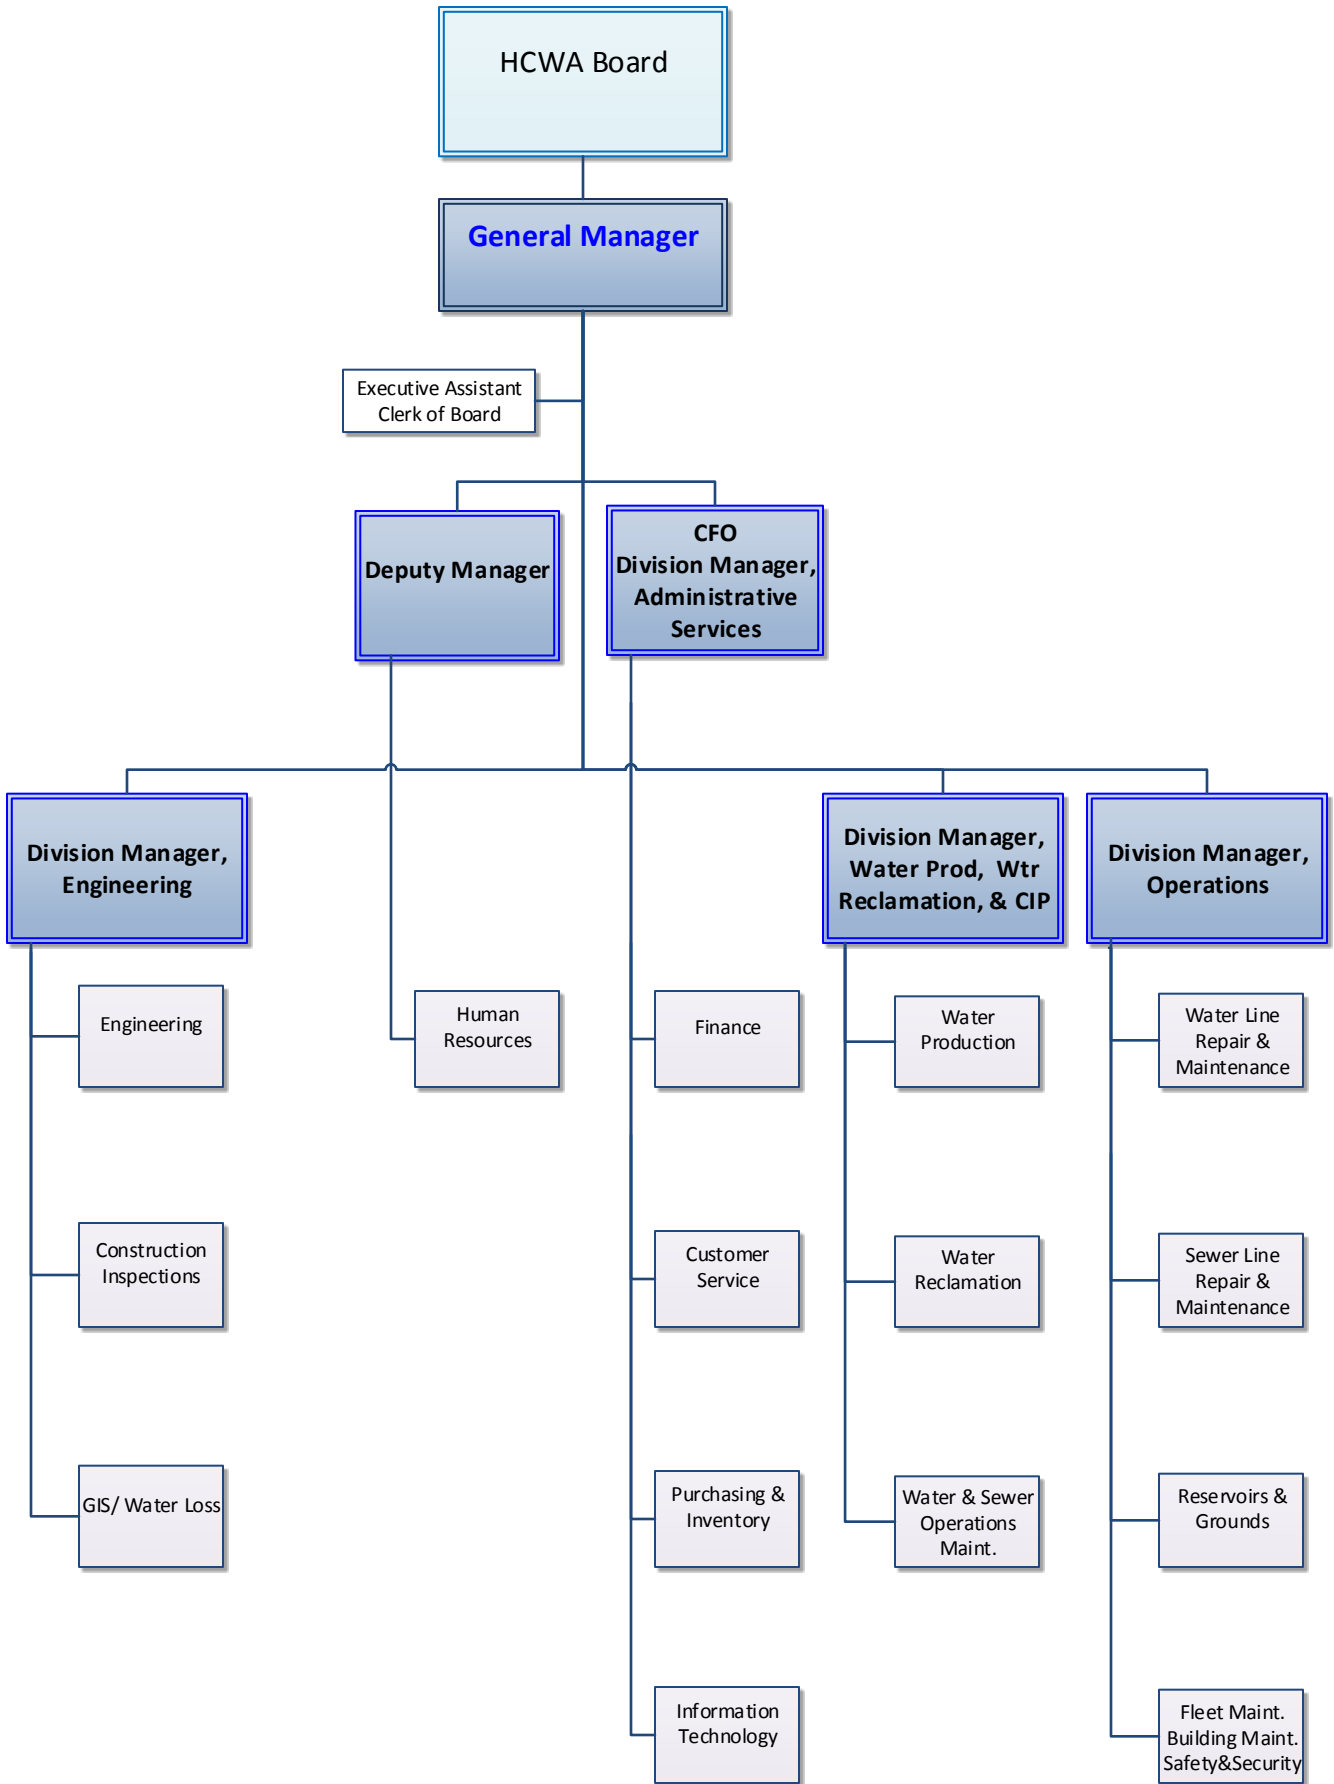 HCWA Board
General Manager
Executive Assistant
Clerk of Board
Deputy Manager
CFO
Division Manager,
Administrative
Services
Division Manager,
Engineering
Division Manager,
Water Prod, Wtr
Reclamation, & CIP
Division Manager,
Operations
Engineering
Human
Resources
Finance
Water
Production
Water Line
Repair &
Maintenance
Construction
Inspections
Customer
Service
Water
Reclamation
Sewer Line
Repair &
Maintenance
GIS/ Water Loss
Purchasing &
Inventory
Water & Sewer
Operations
Maint.
Reservoirs &
Grounds
Information
Technology
Fleet Maint.
Building Maint.
Safety&Security